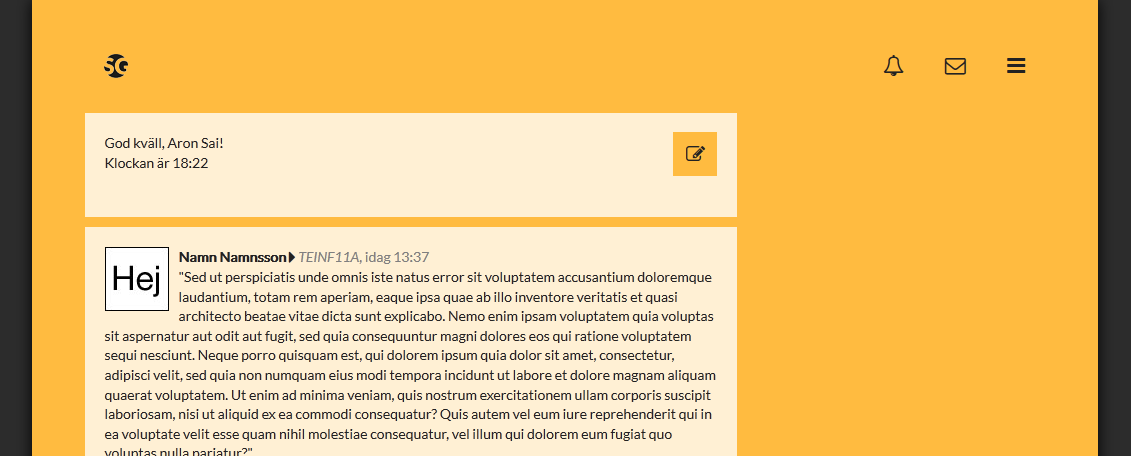 SG
God kväll, Aron Sai!
Klockan är 18:22
Hej
Namn Namnsson TEINF11A, idag 13:37
"Sed ut perspiciatis unde omnis iste natus error sit voluptatem accusantium doloremque
laudantium, totam rem aperiam, eaque ipsa quae ab illo inventore veritatis et quasi
architecto beatae vitae dicta sunt explicabo. Nemo enim ipsam voluptatem quia voluptas
sit aspernatur aut odit aut fugit, sed quia consequuntur magni dolores eos qui ratione voluptatem
sequi nesciunt. Neque porro quisquam est, qui dolorem ipsum quia dolor sit amet, consectetur,
adipisci velit, sed quia non numquam eius modi tempora incidunt ut labore et dolore magnam aliquam
quaerat voluptatem. Ut enim ad minima veniam, quis nostrum exercitationem ullam corporis suscipit
laboriosam, nisi ut aliquid ex ea commodi consequatur? Quis autem vel eum iure reprehenderit qui in
ea voluptate velit esse quam nihil molestiae consequatur, vel illum qui dolorem eum fugiat quo
voluptas nulla pariatur?"